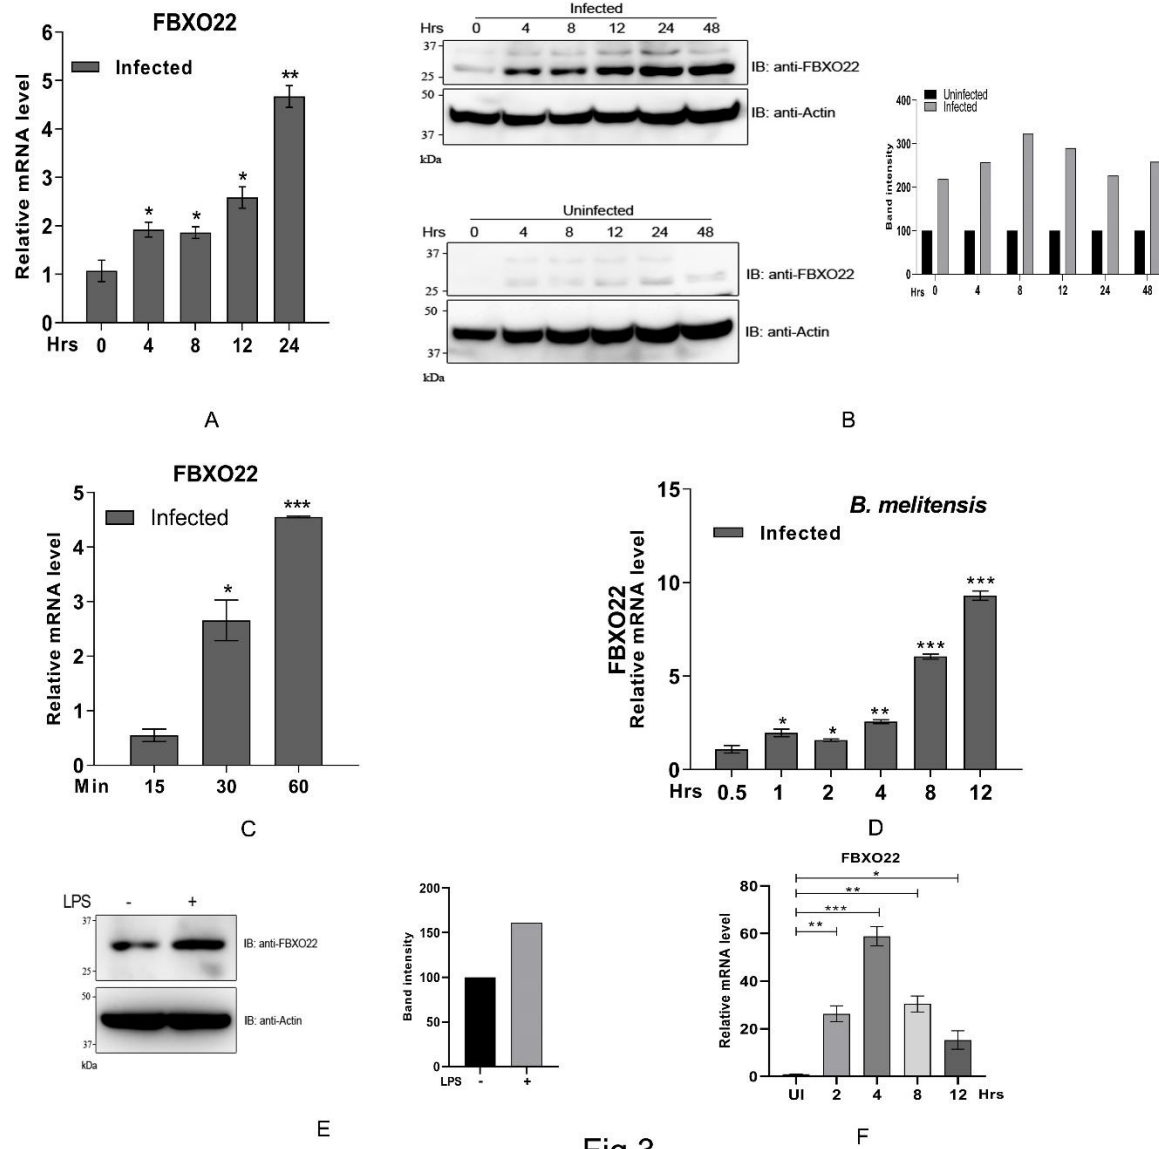 FBXO22
Relative mRNA level
6
5
4
3
2
1
0
Infected
*
*
*
**
Hrs 0 4 8 12 24
A
Infected
Hrs 0 4 8 12 24 48
37
25
IB: anti-FBXO22
50
37
IB: anti-Actin
kDa
Uninfected
Hrs 0 4 8 12 24 48
37
25
IB: anti-FBXO22
50
37
IB: anti-Actin
kDa
Uninfected
Infected
Band intensity
400
300
200
100
0
Hrs 0 4 8 12 24 48
B
FBXO22
Relative mRNA level
5
4
3
2
1
0
Infected
*
***
Min 15 30 60
C
B. melitensis
FBXO22
Relative mRNA level
15
10
5
0
Infected
*
*
**
***
***
Hrs 0.5 1 2 4 8 12
D
LPS - +
37
25
IB: anti-FBXO22
50
37
IB: anti-Actin
kDa
Band intensity
200
150
100
50
0
LPS - +
E
FBXO22
Relative mRNA level
80
60
40
20
0
*
**
***
**
UI 2 4 8 12 Hrs
F
Fig 3